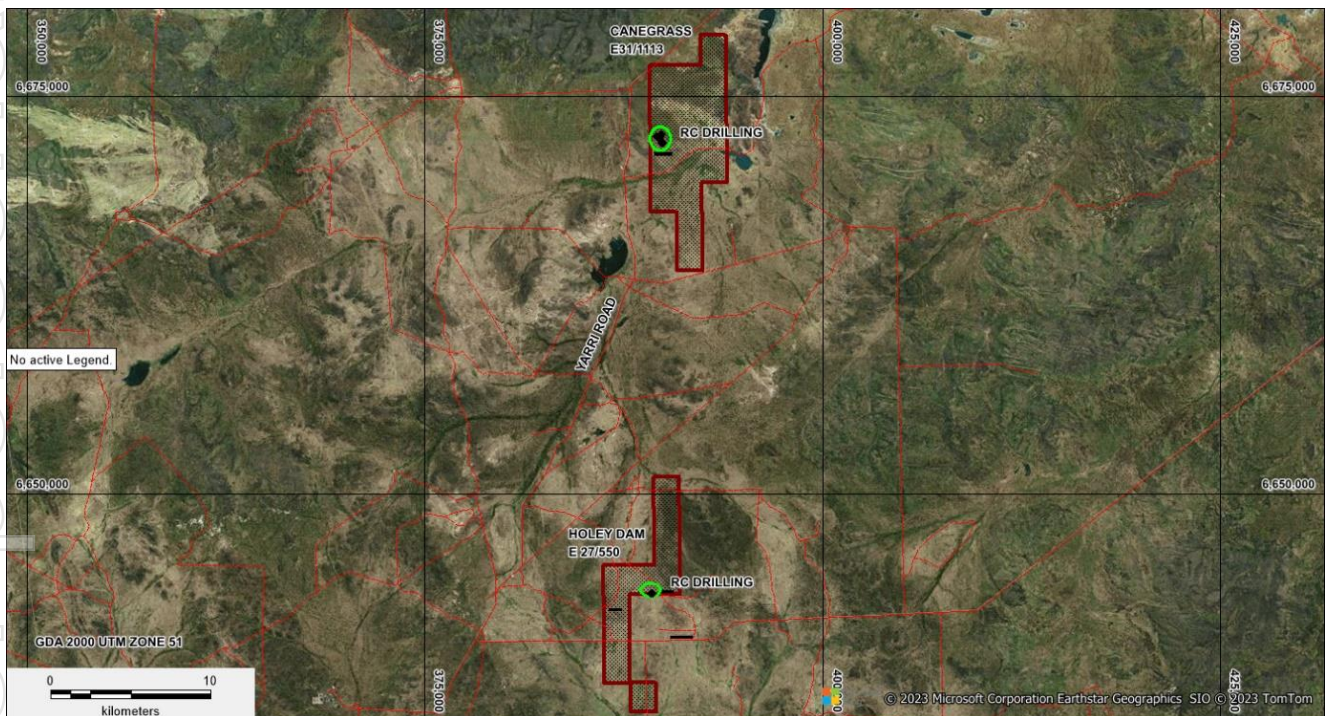 350,000
375,000
400,000
425,000
CANEGRASS
E31/1113
6,675,000
6,675,000
RC DRILLING
YARRI ROAD
No active Legend.
6,650,000
6,650,000
HOLEY DAM
E 27/550
RC DRILLING
GDA 2000 UTM ZONE 51
0 10
kilometers
375,000
425,000
© 2023 Microsoft Corporation Earthstar Geographics SIO © 2023 TomTom